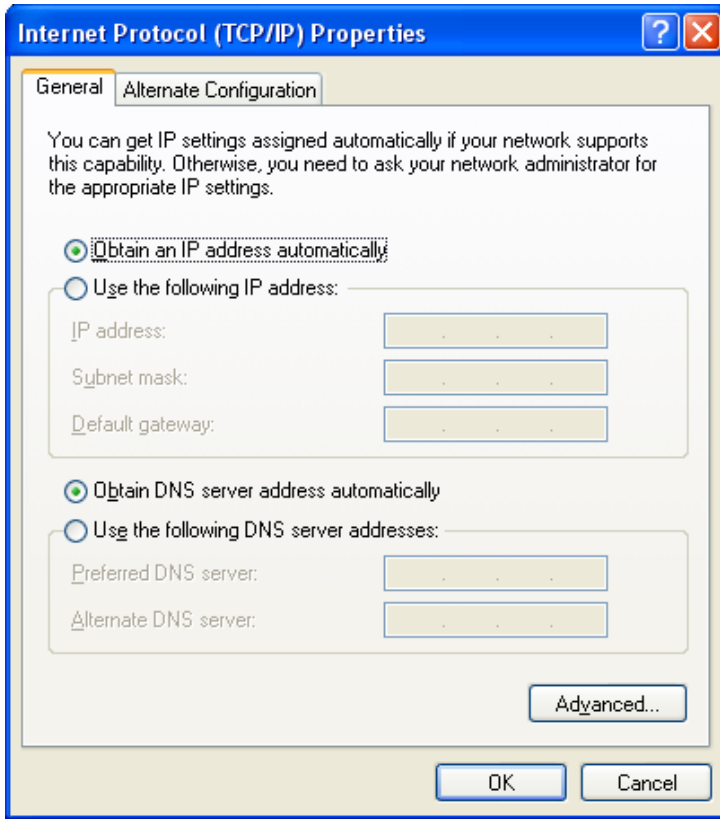 Internet Protocol (TCP/IP) Properties
General
Alternate Configuration
You can get IP settings assigned automatically if your network supports
this capability. Otherwise, you need to ask your network administrator for
the appropriate IP settings.
Obtain an IP address automatically
Use the following IP address:
IP address:
Subnet mask:
Default gateway:
Obtain DNS server address automatically
Use the following DNS server addresses:
Preferred DNS server:
Alternate DNS server:
Advanced...
OK
Cancel